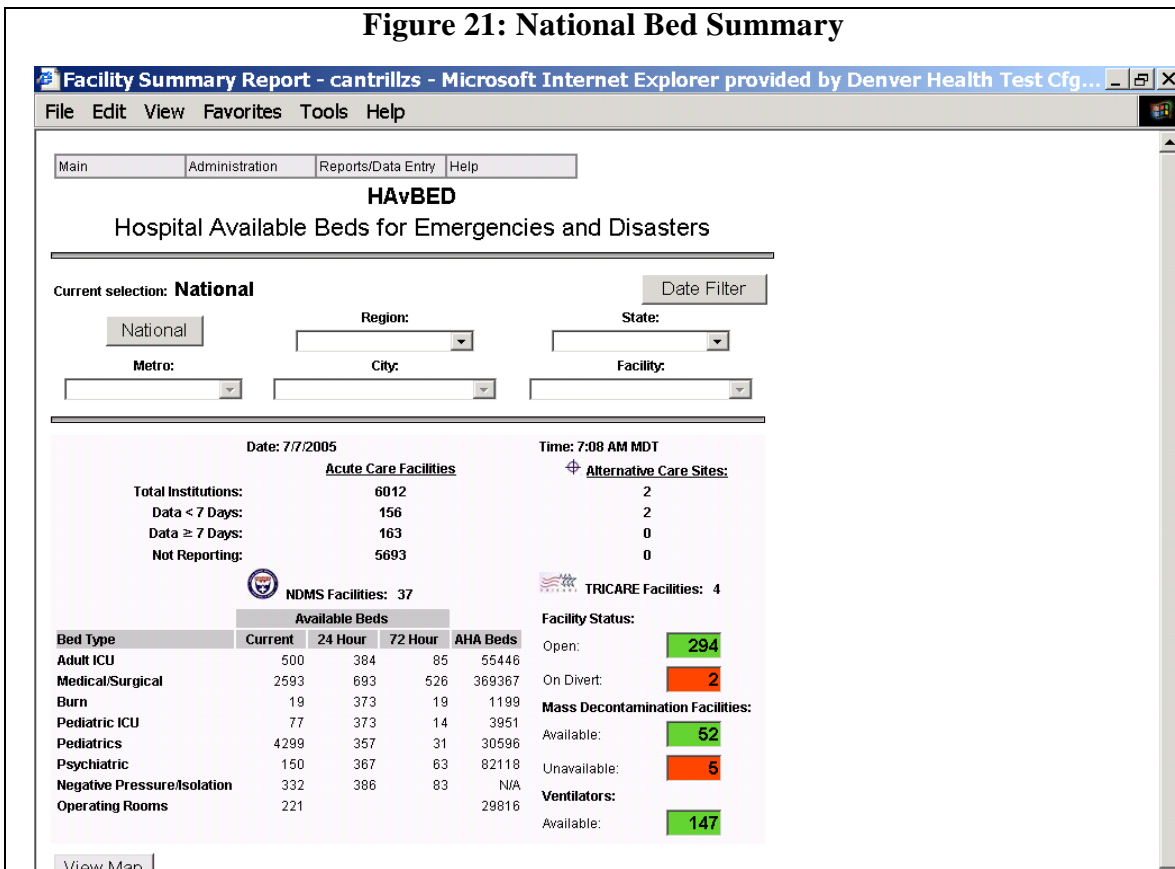 Figure 21: National Bed Summary
Facility Summary Report - cantrillzs - Microsoft Internet Explorer provided by Denver Health Test Cfg...
File Edit View Favorites Tools Help
Main Administration Reports/Data Entry Help
HAvBED
Hospital Available Beds for Emergencies and Disasters
Current selection: National Date Filter
National Region: State:
Metro: City: Facility:
Date: 7/7/2005 Time: 7:08 AM MDT
Acute Care Facilities Alternative Care Sites:
Total Institutions: 6012 2
Data < 7 Days: 156 2
Data ≥ 7 Days: 163 0
Not Reporting: 5693 0
NDMS Facilities: 37 TRICARE TRICARE Facilities: 4
Available Beds Facility Status:
Bed Type Current 24 Hour 72 Hour AHA Beds
Open: 294
Adult ICU 500 384 85 55446
Medical/Surgical 2593 693 526 369367 On Divert: 2
Burn 19 373 19 1199 Mass Decontamination Facilities:
Pediatric ICU 77 373 14 3951
Available: 52
Pediatrics 4299 357 31 30596
Psychiatric 150 367 63 82118 Unavailable: 5
Negative Pressure/Isolation 332 386 83 N/A
Ventilators:
Operating Rooms 221 29816
Available: 147
View Map